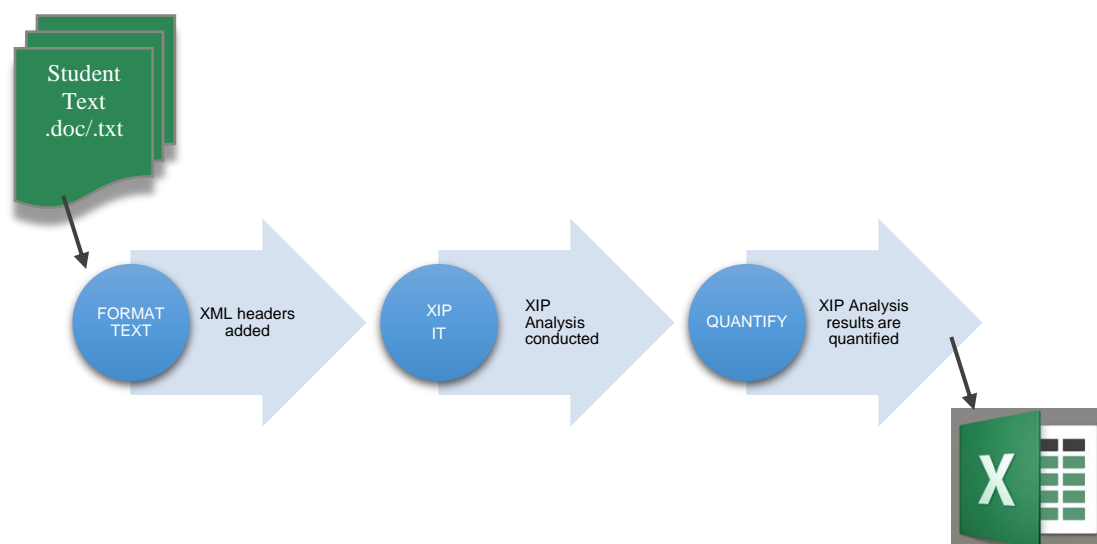 Student
Text
.doc/.txt
FORMAT
TEXT
XML headers
added
XIP
IT
XIP
Analysis
conducted
QUANTIFY
XIP Analysis
results are
quantified
X